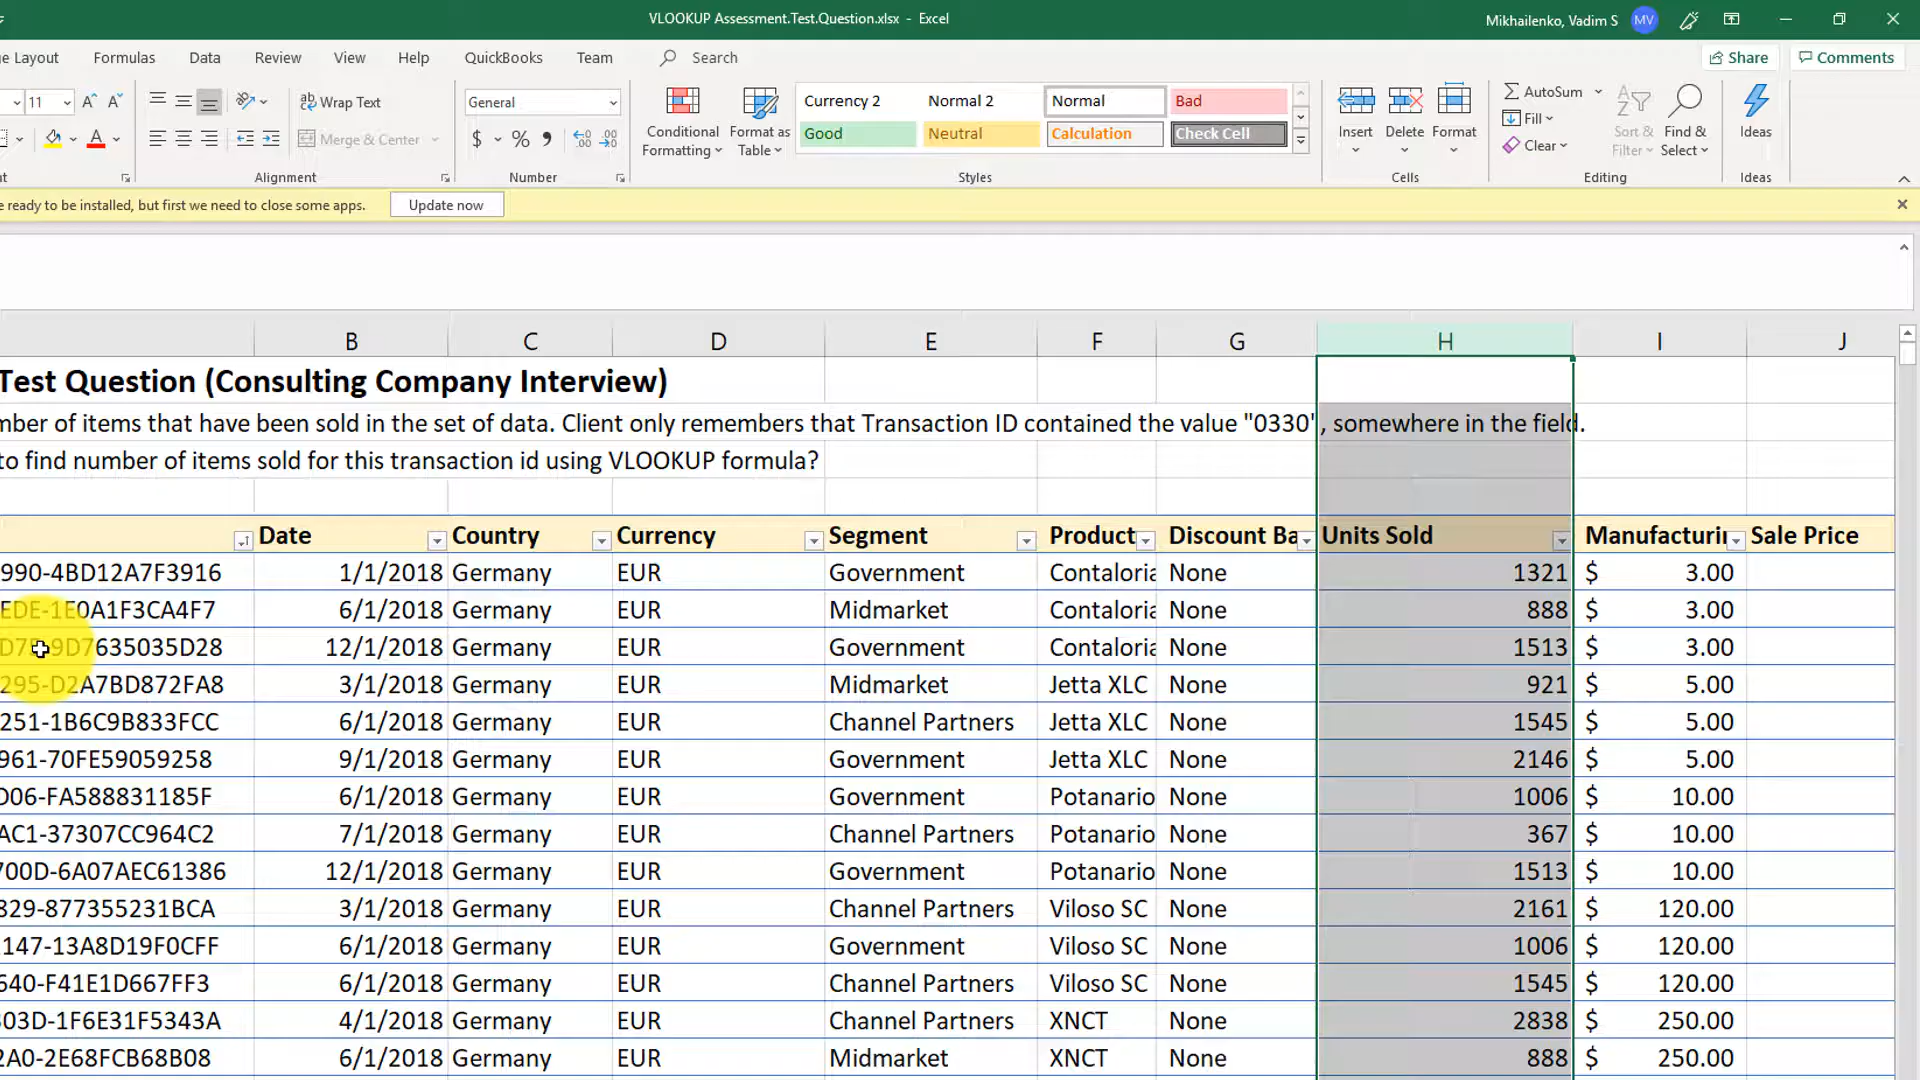 VLOOKUP Assessment.Test.Question.xlsx - Excel
Mikhailenko, Vadim S
MV
e Layout Formulas Data Review View Help QuickBooks Team Search
Share Comments
11 Wrap Text General
Merge & Center $ %
Conditional Formatting
Format as Table
Currency 2 Normal 2 Normal Bad
Good Neutral Calculation Check Cell
Insert Delete Format
AutoSum
Fill
Clear
Sort & Filter
Find & Select
Ideas
Alignment Number Styles Cells Editing Ideas
e ready to be installed, but first we need to close some apps. Update now
B C D E F G H I J
Test Question (Consulting Company Interview)
mber of items that have been sold in the set of data. Client only remembers that Transaction ID contained the value "0330", somewhere in the field.
to find number of items sold for this transaction id using VLOOKUP formula?
Date Country Currency Segment Product Discount Ba Units Sold Manufacturin Sale Price
990-4BD12A7F3916 1/1/2018 Germany EUR Government Contaloria None 1321 $ 3.00
EDE-1E0A1F3CA4F7 6/1/2018 Germany EUR Midmarket Contaloria None 888 $ 3.00
9D7635035D28 12/1/2018 Germany EUR Government Contaloria None 1513 $ 3.00
295-D2A7BD872FA8 3/1/2018 Germany EUR Midmarket Jetta XLC None 921 $ 5.00
251-1B6C9B833FCC 6/1/2018 Germany EUR Channel Partners Jetta XLC None 1545 $ 5.00
961-70FE59059258 9/1/2018 Germany EUR Government Jetta XLC None 2146 $ 5.00
D06-FA588831185F 6/1/2018 Germany EUR Government Potanario None 1006 $ 10.00
AC1-37307CC964C2 7/1/2018 Germany EUR Channel Partners Potanario None 367 $ 10.00
700D-6A07AEC61386 12/1/2018 Germany EUR Government Potanario None 1513 $ 10.00
829-877355231BCA 3/1/2018 Germany EUR Channel Partners Viloso SC None 2161 $ 120.00
147-13A8D19F0CFF 6/1/2018 Germany EUR Government Viloso SC None 1006 $ 120.00
640-F41E1D667FF3 6/1/2018 Germany EUR Channel Partners Viloso SC None 1545 $ 120.00
303D-1F6E31F5343A 4/1/2018 Germany EUR Channel Partners XNCT None 2838 $ 250.00
2A0-2E68FCB68B08 6/1/2018 Germany EUR Midmarket XNCT None 888 $ 250.00